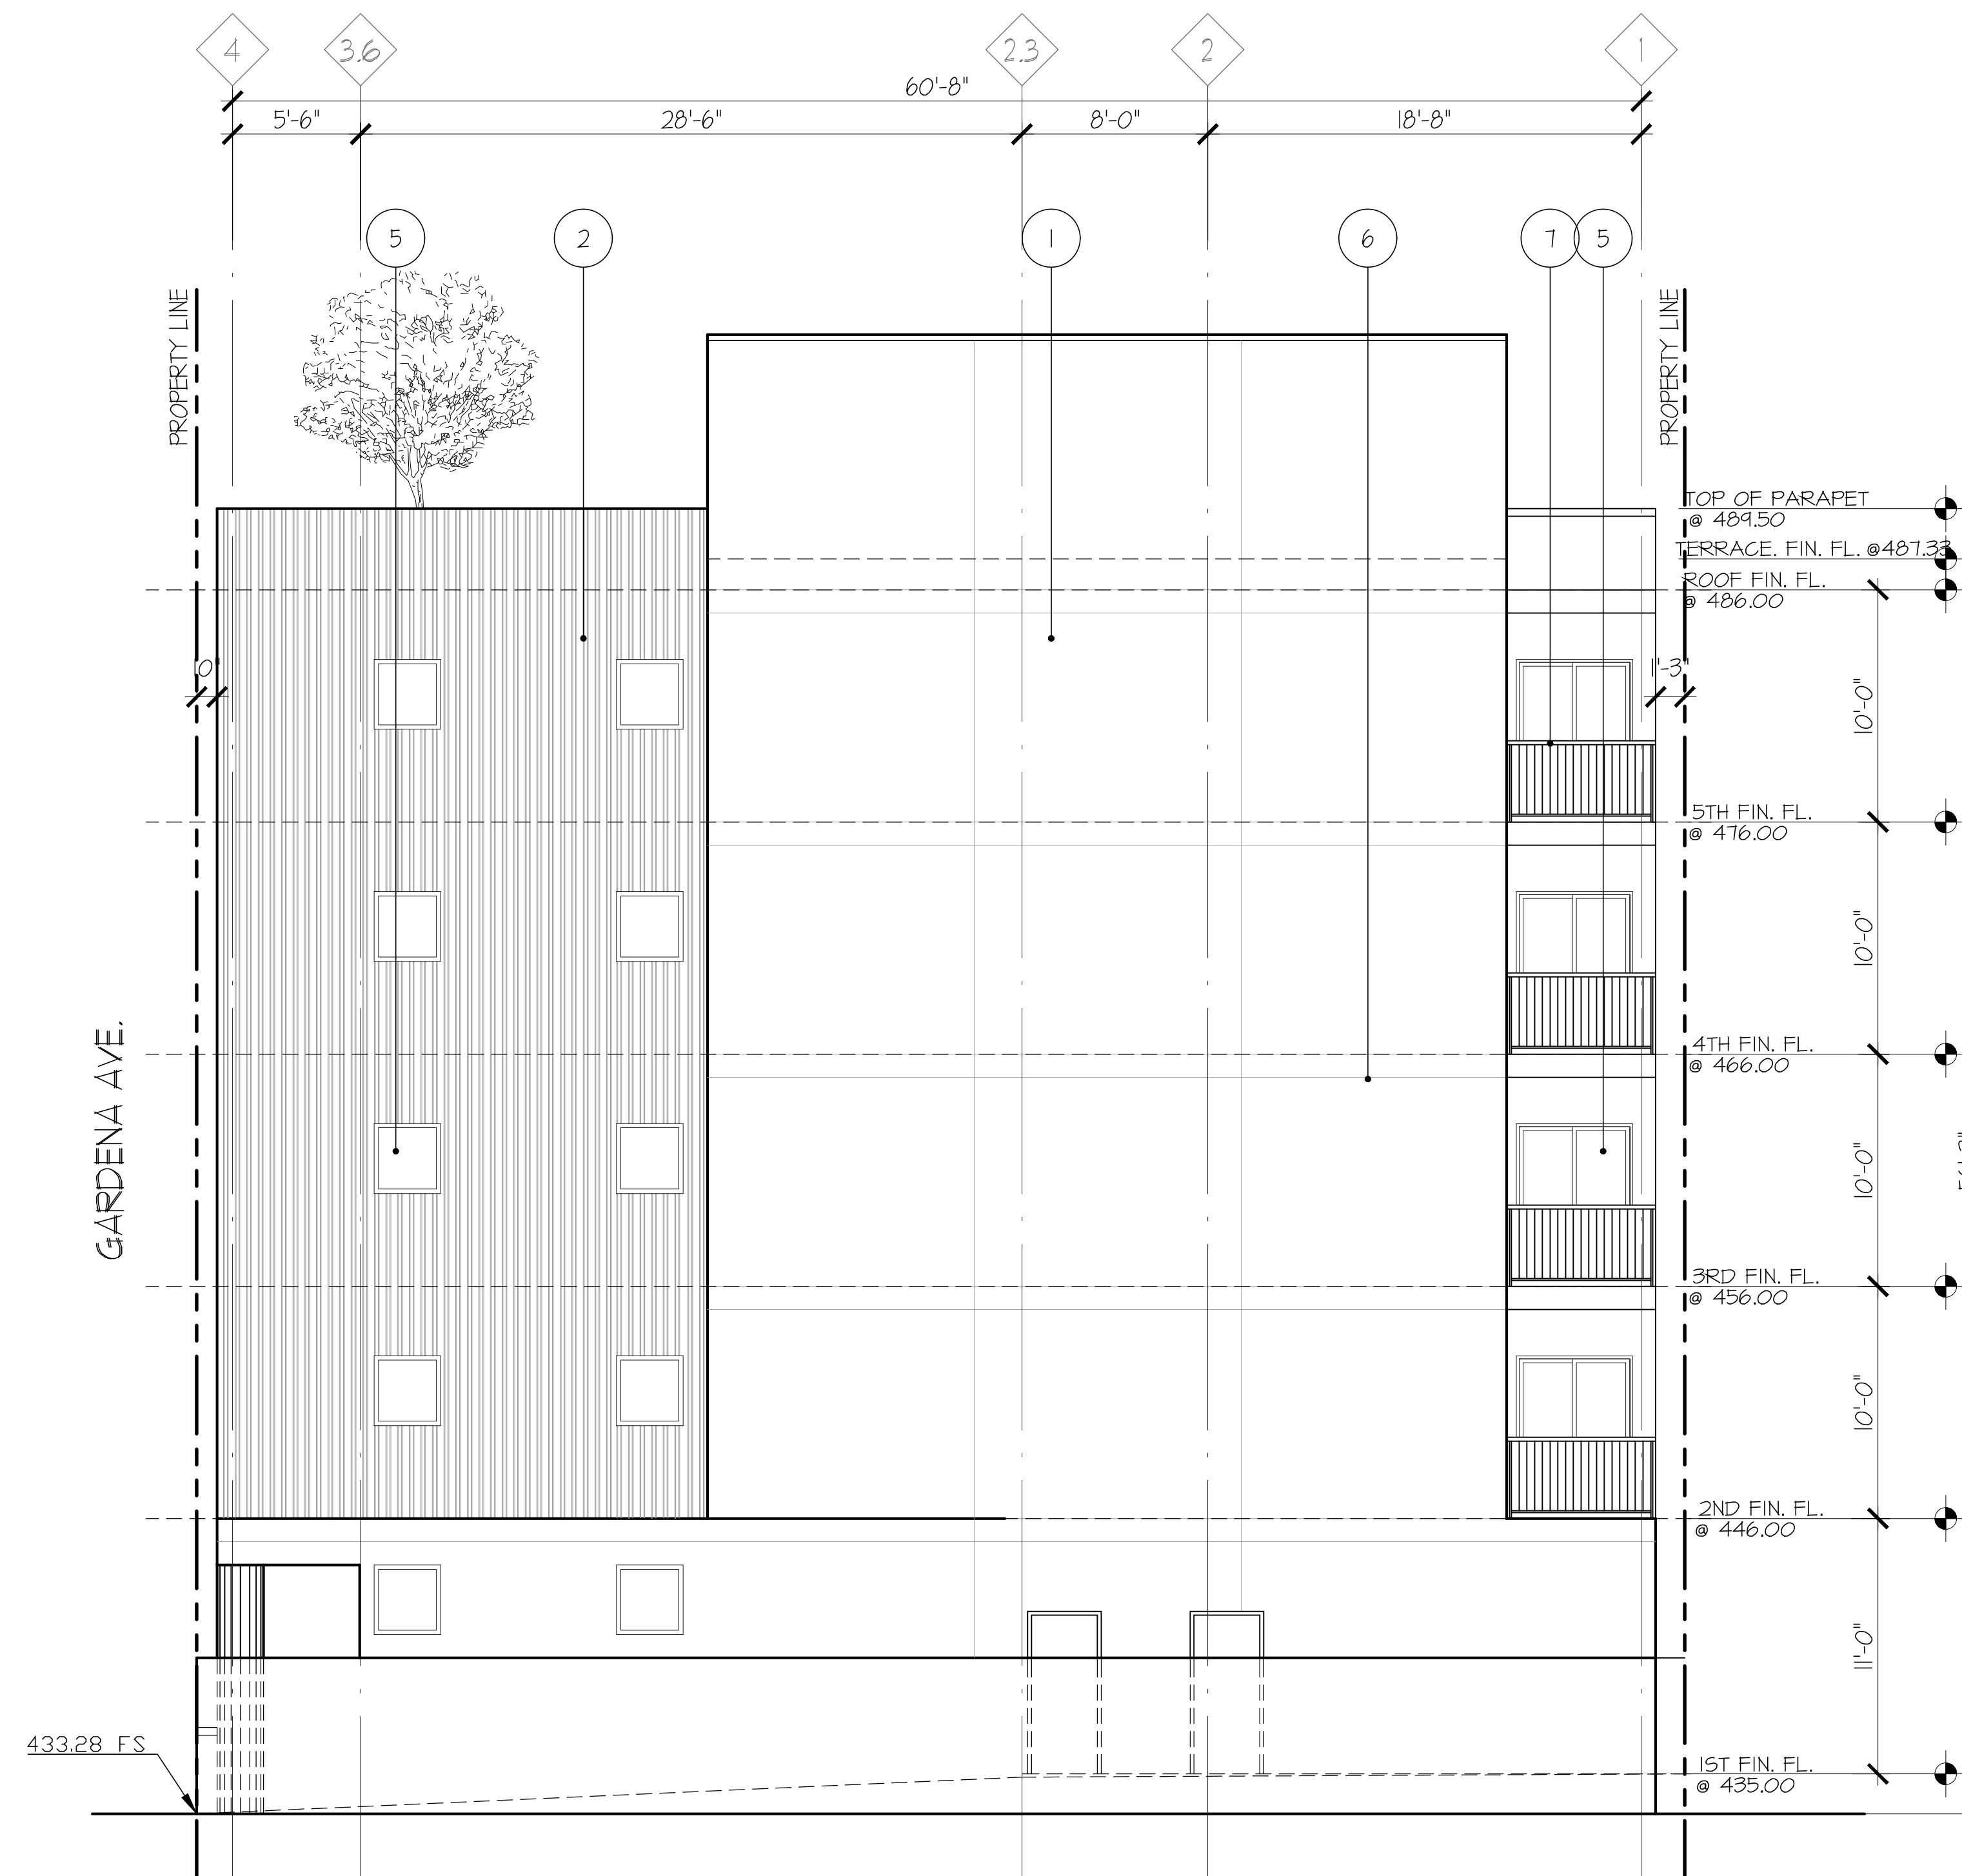 4
3.6
2.3
2
1
60'-8"
5'-6"
28'-6"
8'-0"
18'-8"
5
2
1
6
7
5
PROPERTY LINE
PROPERTY LINE
TOP OF PARAPET
@ 489.50
TERRACE. FIN. FL. @487.33
ROOF FIN. FL.
@ 486.00
1'-3"
10'-0"
5TH FIN. FL.
@ 476.00
10'-0"
GARDENA AVE.
4TH FIN. FL.
@ 466.00
10'-0"
3RD FIN. FL.
@ 456.00
10'-0"
2ND FIN. FL.
@ 446.00
11'-0"
433.28 FS
1ST FIN. FL.
@ 435.00